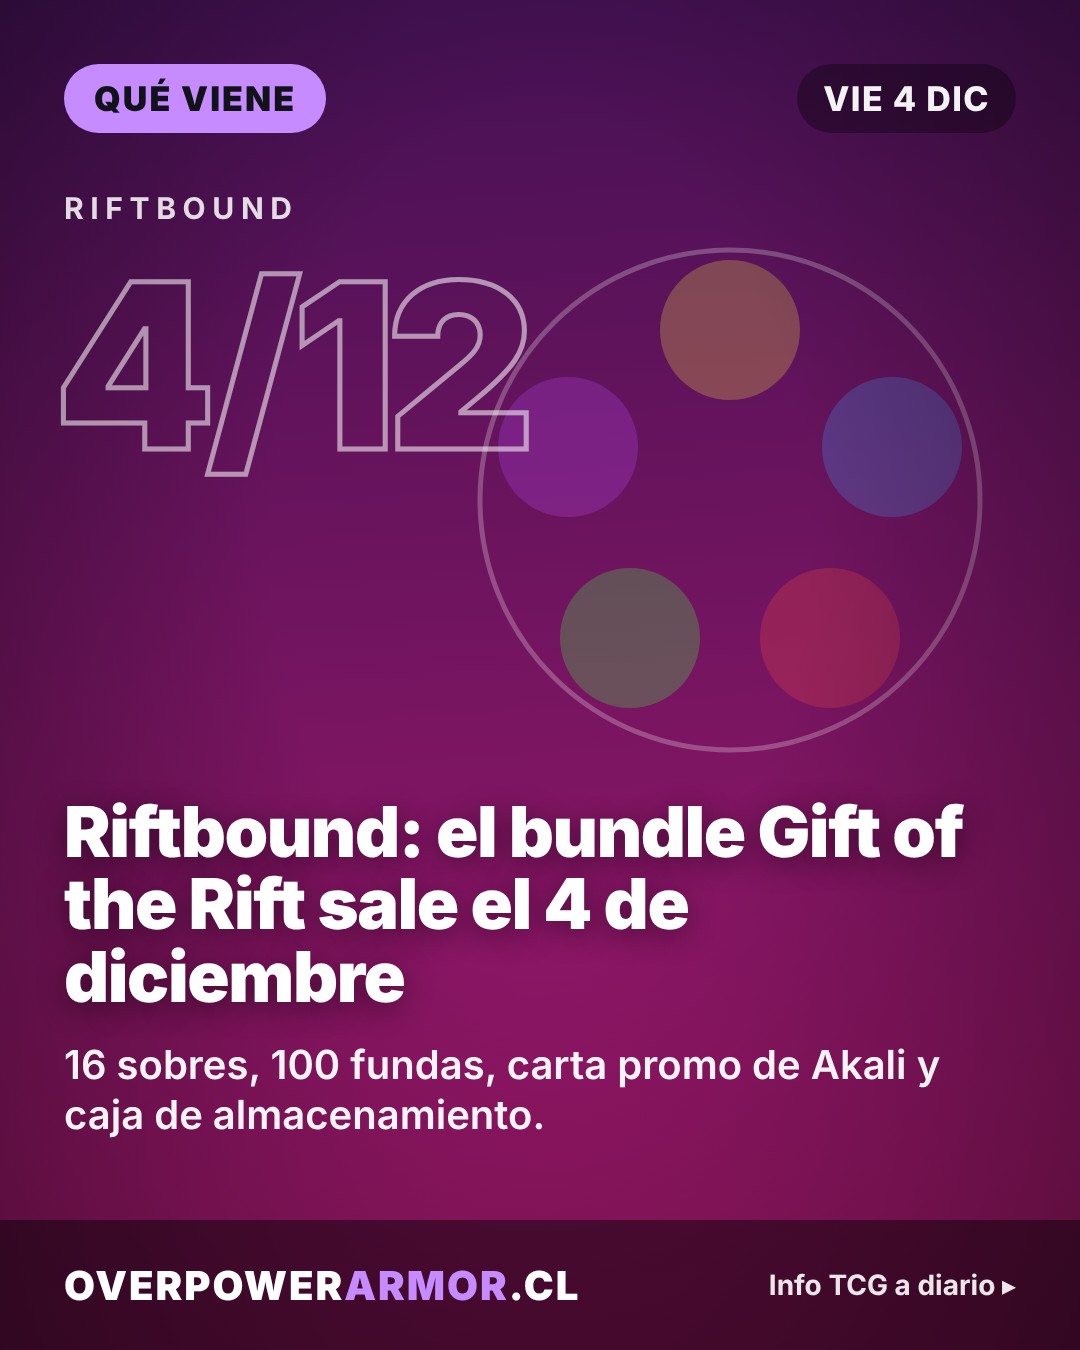 QUÉ VIENE
VIE 4 DIC
RIFTBOUND
4/12
Riftbound: el bundle Gift of
the Rift sale el 4 de
diciembre
16 sobres, 100 fundas, carta promo de Akali y
caja de almacenamiento.
OVERPOWERARMOR.CL
Info TCG a diario ▸